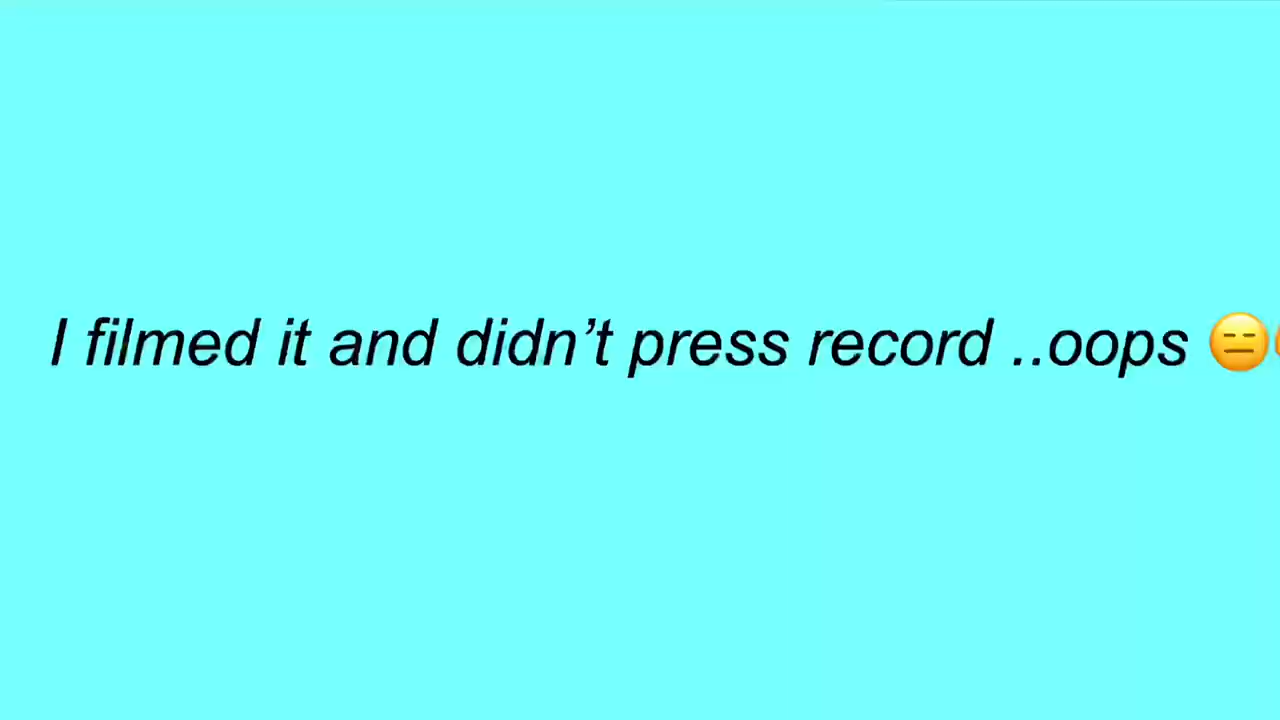 I filmed it and didn’t press record ..oops 😑